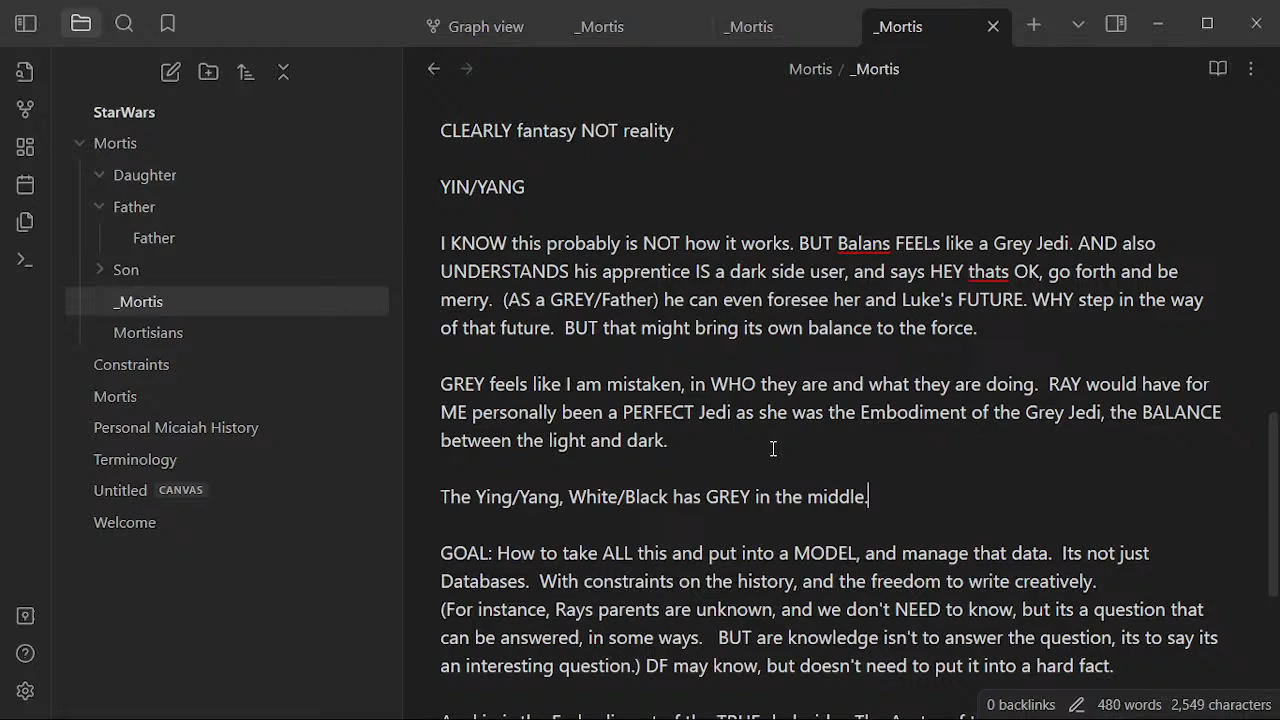 Graph view
_Mortis
_Mortis
_Mortis
Mortis / _Mortis
StarWars
Mortis
Daughter
Father
Father
Son
_Mortis
Mortisians
Constraints
Mortis
Personal Micaiah History
Terminology
Untitled CANVAS
Welcome
CLEARLY fantasy NOT reality
YIN/YANG
I KNOW this probably is NOT how it works. BUT Balans FEELs like a Grey Jedi. AND also
UNDERSTANDS his apprentice IS a dark side user, and says HEY thats OK, go forth and be
merry.  (AS a GREY/Father) he can even foresee her and Luke's FUTURE. WHY step in the way
of that future.  BUT that might bring its own balance to the force.
GREY feels like I am mistaken, in WHO they are and what they are doing.  RAY would have for
ME personally been a PERFECT Jedi as she was the Embodiment of the Grey Jedi, the BALANCE
between the light and dark.
The Ying/Yang, White/Black has GREY in the middle.
GOAL: How to take ALL this and put into a MODEL, and manage that data.  Its not just
Databases.  With constraints on the history, and the freedom to write creatively.
(For instance, Rays parents are unknown, and we don't NEED to know, but its a question that
can be answered, in some ways.   BUT are knowledge isn't to answer the question, its to say its
an interesting question.) DF may know, but doesn't need to put it into a hard fact.
0 backlinks 480 words 2,549 characters